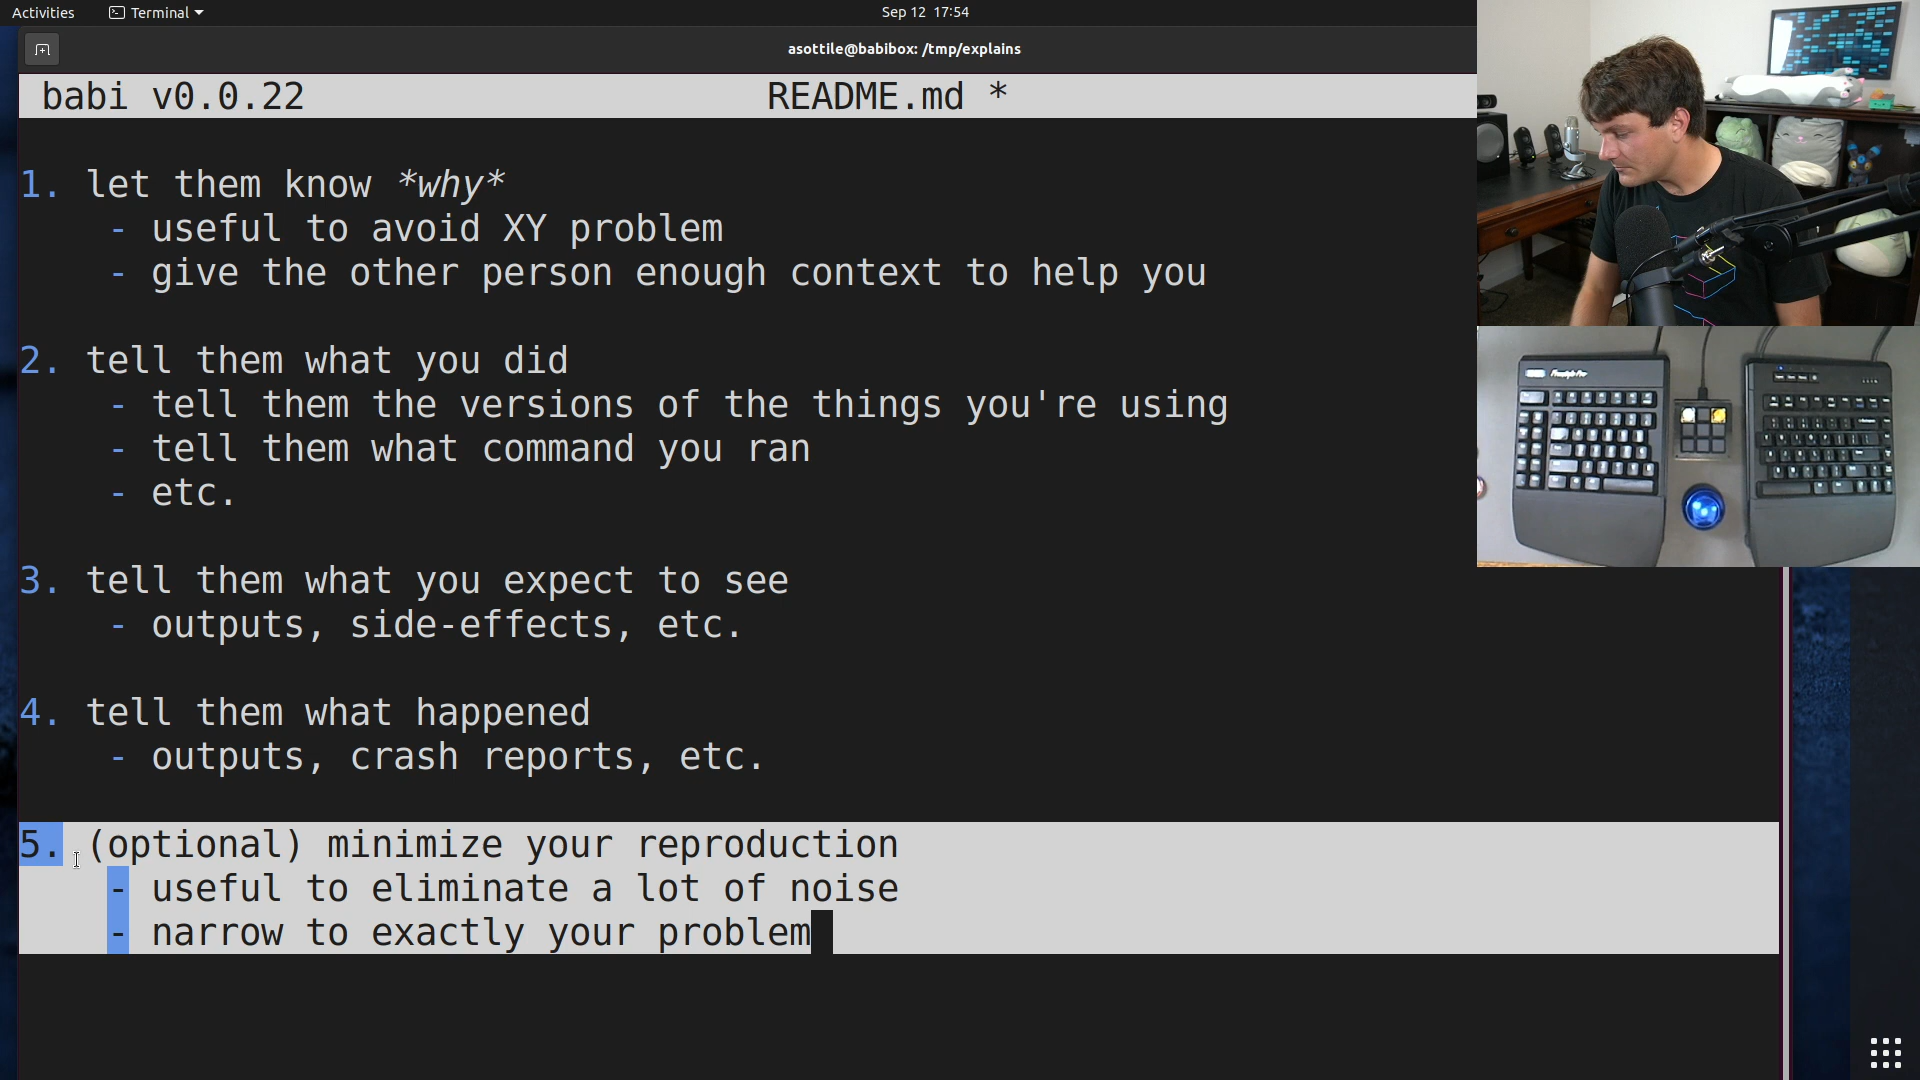 Activities
Terminal
Sep 12 17:54
asottile@babibox: /tmp/explains
babi v0.0.22
README.md *
1. let them know *why*
- useful to avoid XY problem
- give the other person enough context to help you
2. tell them what you did
- tell them the versions of the things you're using
- tell them what command you ran
- etc.
3. tell them what you expect to see
- outputs, side-effects, etc.
4. tell them what happened
- outputs, crash reports, etc.
5. (optional) minimize your reproduction
- useful to eliminate a lot of noise
- narrow to exactly your problem
Freestyle Pro